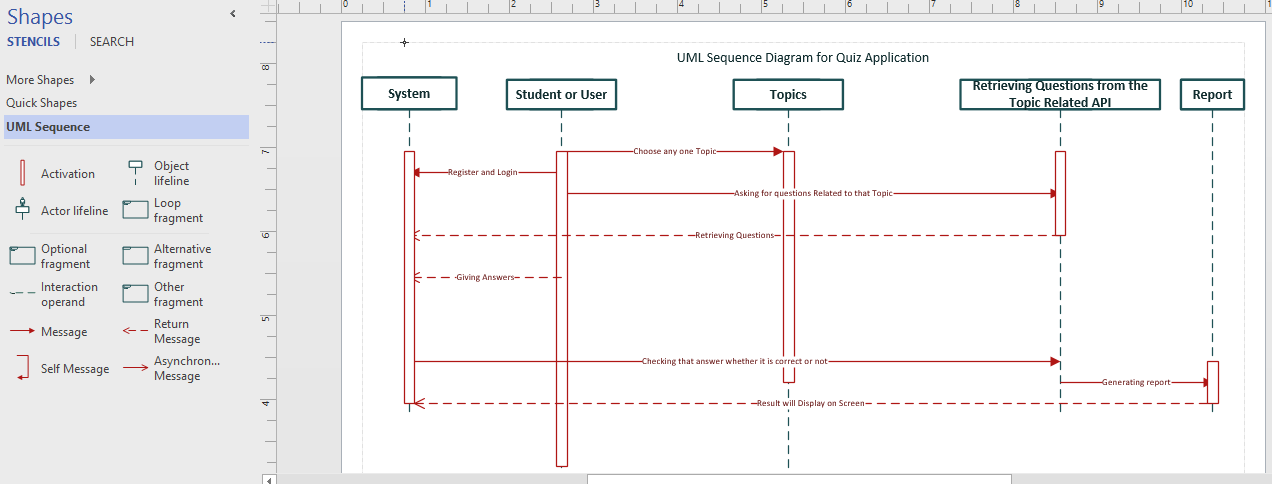 Shapes
STENCILS
SEARCH
More Shapes
Quick Shapes
UML Sequence
Activation
Object
lifeline
Actor lifeline
Loop
fragment
Optional
fragment
Alternative
fragment
Interaction
operand
Other
fragment
Message
Return
Message
Self Message
Asynchron...
Message
0 1 2 3 4 5 6 7 8 9 10
8
7
6
5
4
UML Sequence Diagram for Quiz Application
System
Student or User
Topics
Retrieving Questions from the
Topic Related API
Report
Choose any one Topic
Register and Login
Asking for questions Related to that Topic
Retrieving Questions
Giving Answers
Checking that answer whether it is correct or not
Generating report
Result will Display on Screen